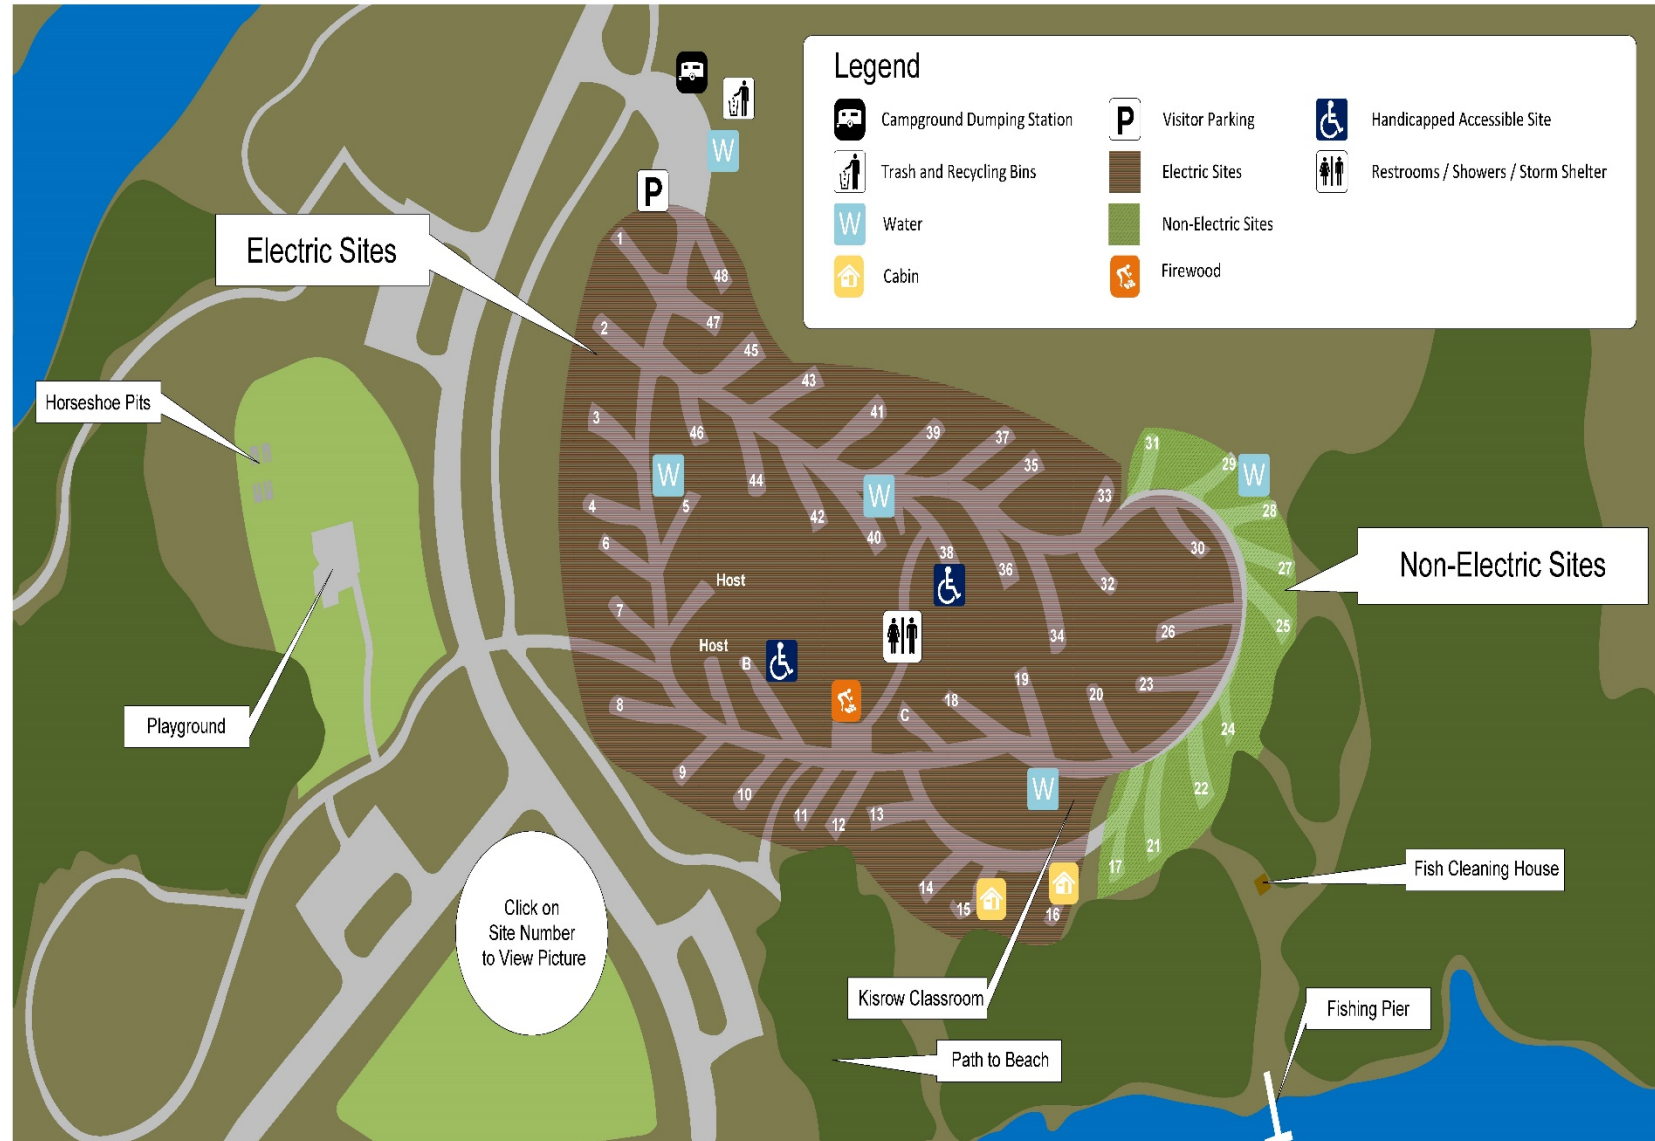 Legend
Campground Dumping Station
Visitor Parking
Handicapped Accessible Site
Trash and Recycling Bins
Electric Sites
Restrooms / Showers / Storm Shelter
W
Water
Non-Electric Sites
Cabin
Firewood
P
W
P
Electric Sites
1
48
2
47
45
Horseshoe Pits
3
43
41
46
39
37
31
35
29
W
W
44
33
W
4
5
42
28
40
6
30
38
Non-Electric Sites
36
27
Host
32
7
34
26
25
Host
B
19
23
8
C
18
20
24
Playground
9
10
W
22
11
12
13
21
17
Fish Cleaning House
14
15
16
Click on
Site Number
to View Picture
Kisrow Classroom
Fishing Pier
Path to Beach